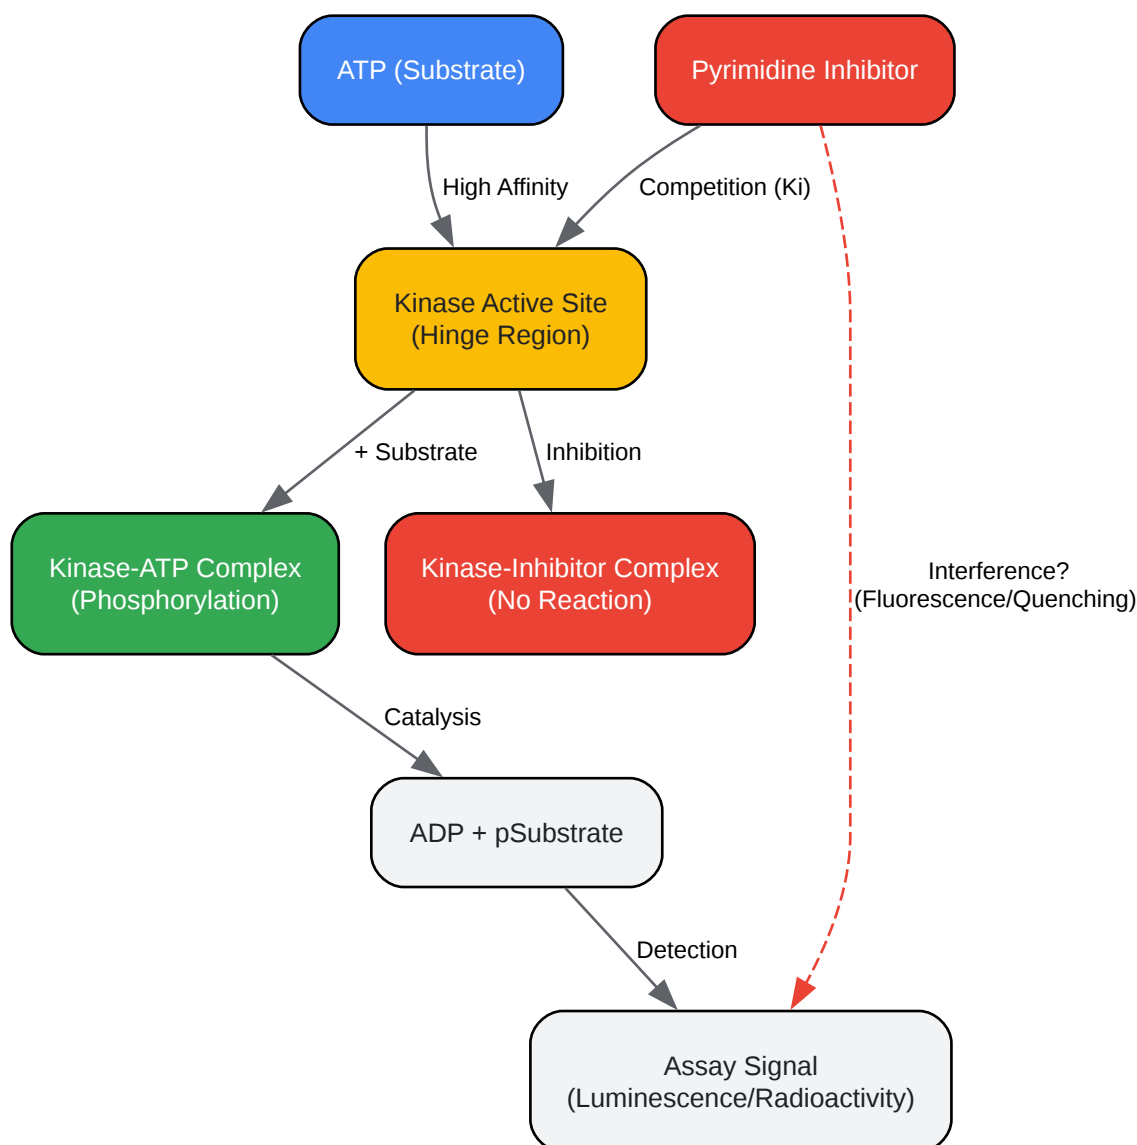 ATP (Substrate)
Pyrimidine Inhibitor
High Affinity
Competition (Ki)
Kinase Active Site
(Hinge Region)
+ Substrate
Inhibition
Kinase-ATP Complex
(Phosphorylation)
Kinase-Inhibitor Complex
(No Reaction)
Interference?
(Fluorescence/Quenching)
Catalysis
ADP + pSubstrate
Detection
Assay Signal
(Luminescence/Radioactivity)